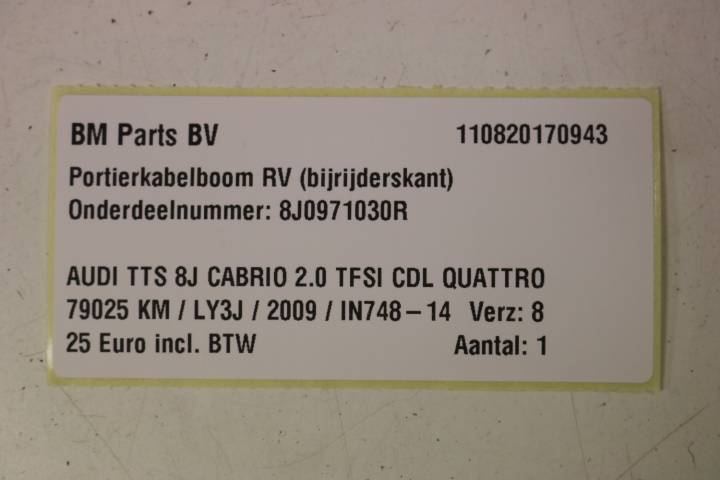 BM Parts BV 110820170943
Portierkabelboom RV (bijrijderskant)
Onderdeelnummer: 8J0971030R
AUDI TTS 8J CABRIO 2.0 TFSI CDL QUATTRO
79025 KM / LY3J / 2009 / IN748-14 Verz: 8
25 Euro incl. BTW Aantal: 1